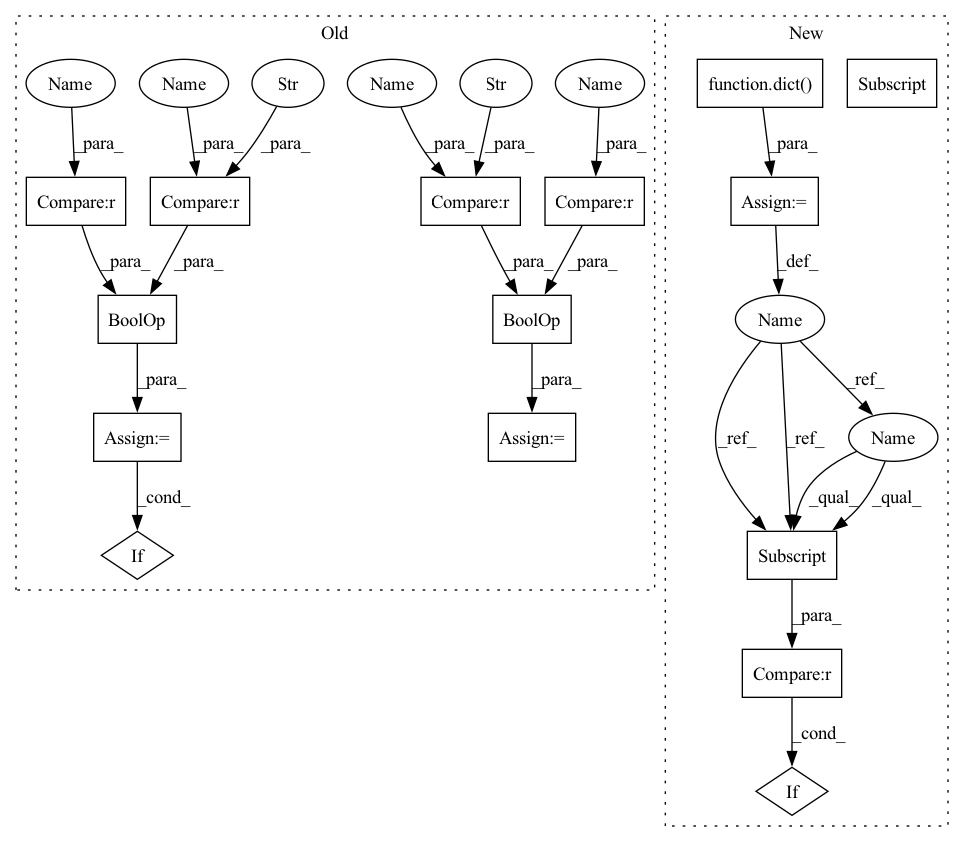 Old
New
Name
Name
Str
Name
Str
Name
function.dict()
Subscript
_para_
_para_
_para_
_para_
_para_
_para_
_para_
Compare:r
Compare:r
Compare:r
Compare:r
Assign:=
_para_
_para_
_para_
_para_
_def_
BoolOp
BoolOp
Name
_para_
_para_
_ref_
Assign:=
Assign:=
_ref_
_ref_
Name
_cond_
_qual_
_qual_
If
Subscript
_para_
Compare:r
_cond_
If